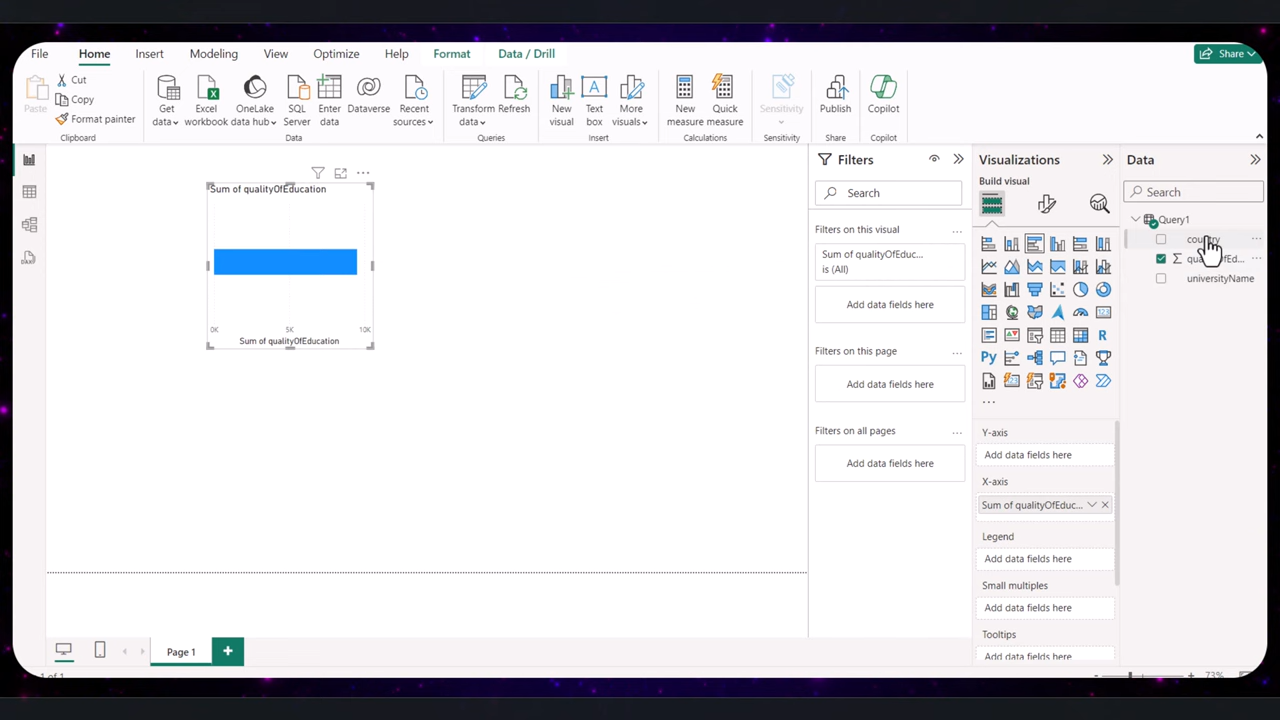 File Home Insert Modeling View Optimize Help Format Data / Drill Share
Paste
Cut
Copy
Format painter
Clipboard
Get data
Excel workbook
OneLake data hub
SQL Server
Enter data
Dataverse
Recent sources
Data
Transform data
Refresh
Queries
New visual
Text box
More visuals
Insert
New measure
Quick measure
Calculations
Sensitivity
Sensitivity
Publish
Share
Copilot
Copilot
Sum of qualityOfEducation
0K 5K 10K
Sum of qualityOfEducation
Filters
Search
Filters on this visual ...
Sum of qualityOfEduc...
is (All)
Add data fields here
Filters on this page ...
Add data fields here
Filters on all pages ...
Add data fields here
Visualizations
Build visual
R
Py
123
...
Y-axis
Add data fields here
X-axis
Sum of qualityOfEduc...
Legend
Add data fields here
Small multiples
Add data fields here
Tooltips
Add data fields here
Data
Search
Query1
universityName
Page 1
1 of 1
73%